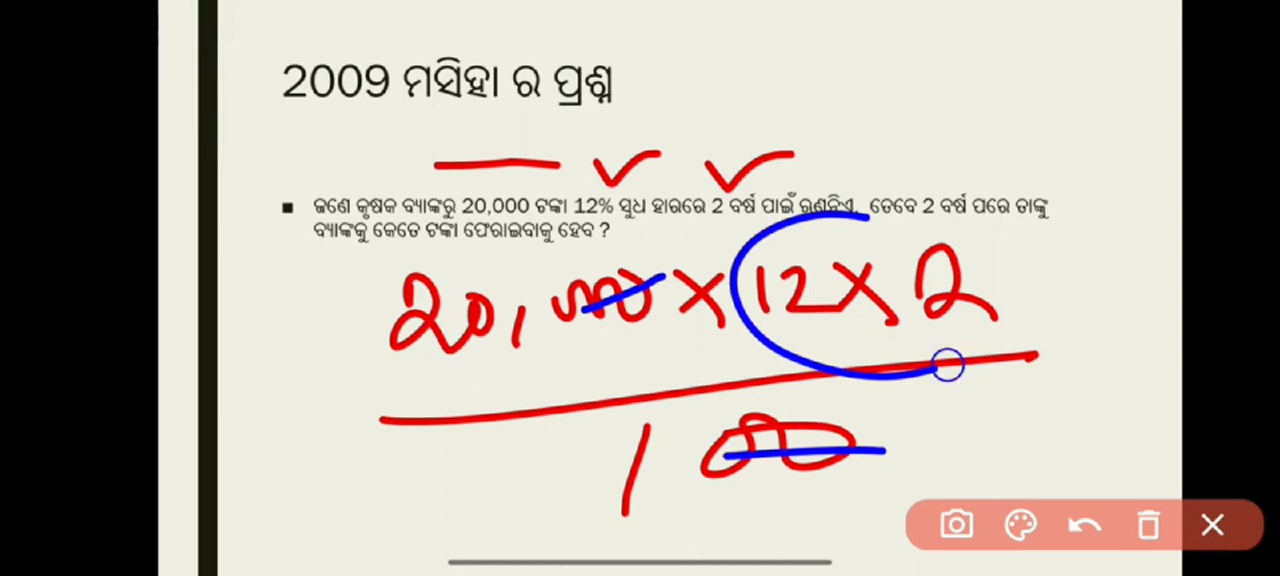 2009 ମସିହା ର ପ୍ରଶ୍ନ
■ ଜଣେ କୃଷକ ବ୍ୟାଙ୍କରୁ 20,000 ଟଙ୍କା 12% ସୁଧ ହାରରେ 2 ବର୍ଷ ପାଇଁ ଋଣନିଏ. ତେବେ 2 ବର୍ଷ ପରେ ତାଙ୍କୁ
ବ୍ୟାଙ୍କକୁ କେତେ ଟଙ୍କା ଫେରାଇବାକୁ ହେବ ?
20,000 × 12 × 2
100